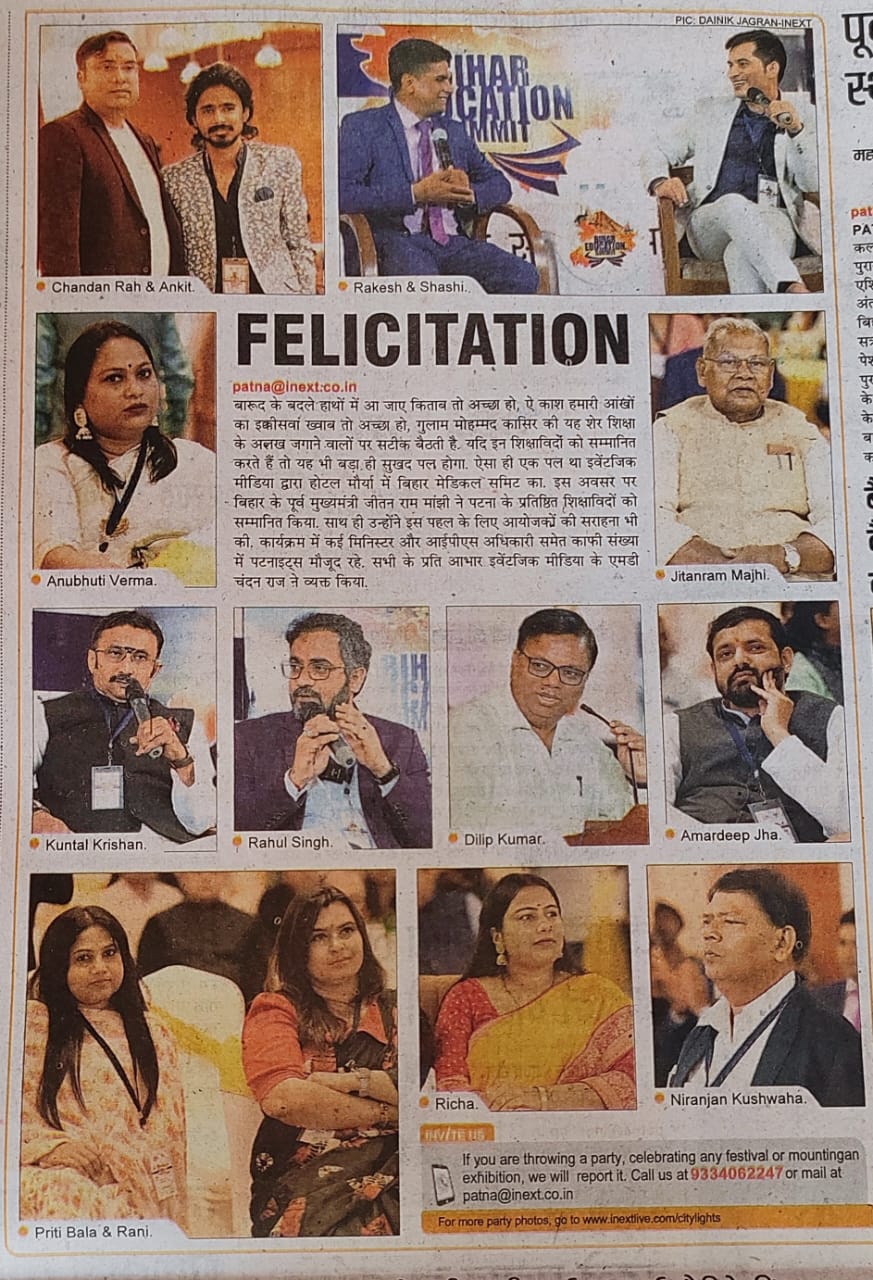 PIC: DAINIK JAGRAN-INEXT
BIHAR
EDUCATION
SUMMIT
BIHAR
EDUCATION
SUMMIT
Chandan Rah & Ankit.
Rakesh & Shashi.
FELICITATION
patna@inext.co.in
बारूद के बदले हाथों में आ जाए किताब तो अच्छा हो, ऐ काश हमारी आंखों
का इक्कीसवां ख्वाब तो अच्छा हो, गुलाम मोहम्मद कासिर की यह शेर शिक्षा
के अलख जगाने वालों पर सटीक बैठती है. यदि इन शिक्षाविदों को सम्मानित
करते हैं तो यह भी बड़ा ही सुखद पल होगा. ऐसा ही एक पल था इवेंटजिक
मीडिया द्वारा होटल मौर्या में बिहार मेडिकल समिट का. इस अवसर पर
बिहार के पूर्व मुख्यमंत्री जीतन राम मांझी ने पटना के प्रतिष्ठित शिक्षाविदों को
सम्मानित किया. साथ ही उन्होंने इस पहल के लिए आयोजकों की सराहना भी
की. कार्यक्रम में कई मिनिस्टर और आईपीएस अधिकारी समेत काफी संख्या
में पटनाइट्स मौजूद रहे. सभी के प्रति आभार इवेंटजिक मीडिया के एमडी
चंदन राज ने व्यक्त किया.
Anubhuti Verma.
Jitanram Majhi.
Kuntal Krishan.
Rahul Singh.
Dilip Kumar.
Amardeep Jha.
Priti Bala & Rani.
Richa.
Niranjan Kushwaha.
INVITE US
If you are throwing a party, celebrating any festival or mountingan
exhibition, we will report it. Call us at 9334062247 or mail at
patna@inext.co.in
For more party photos, go to www.inextlive.com/citylights